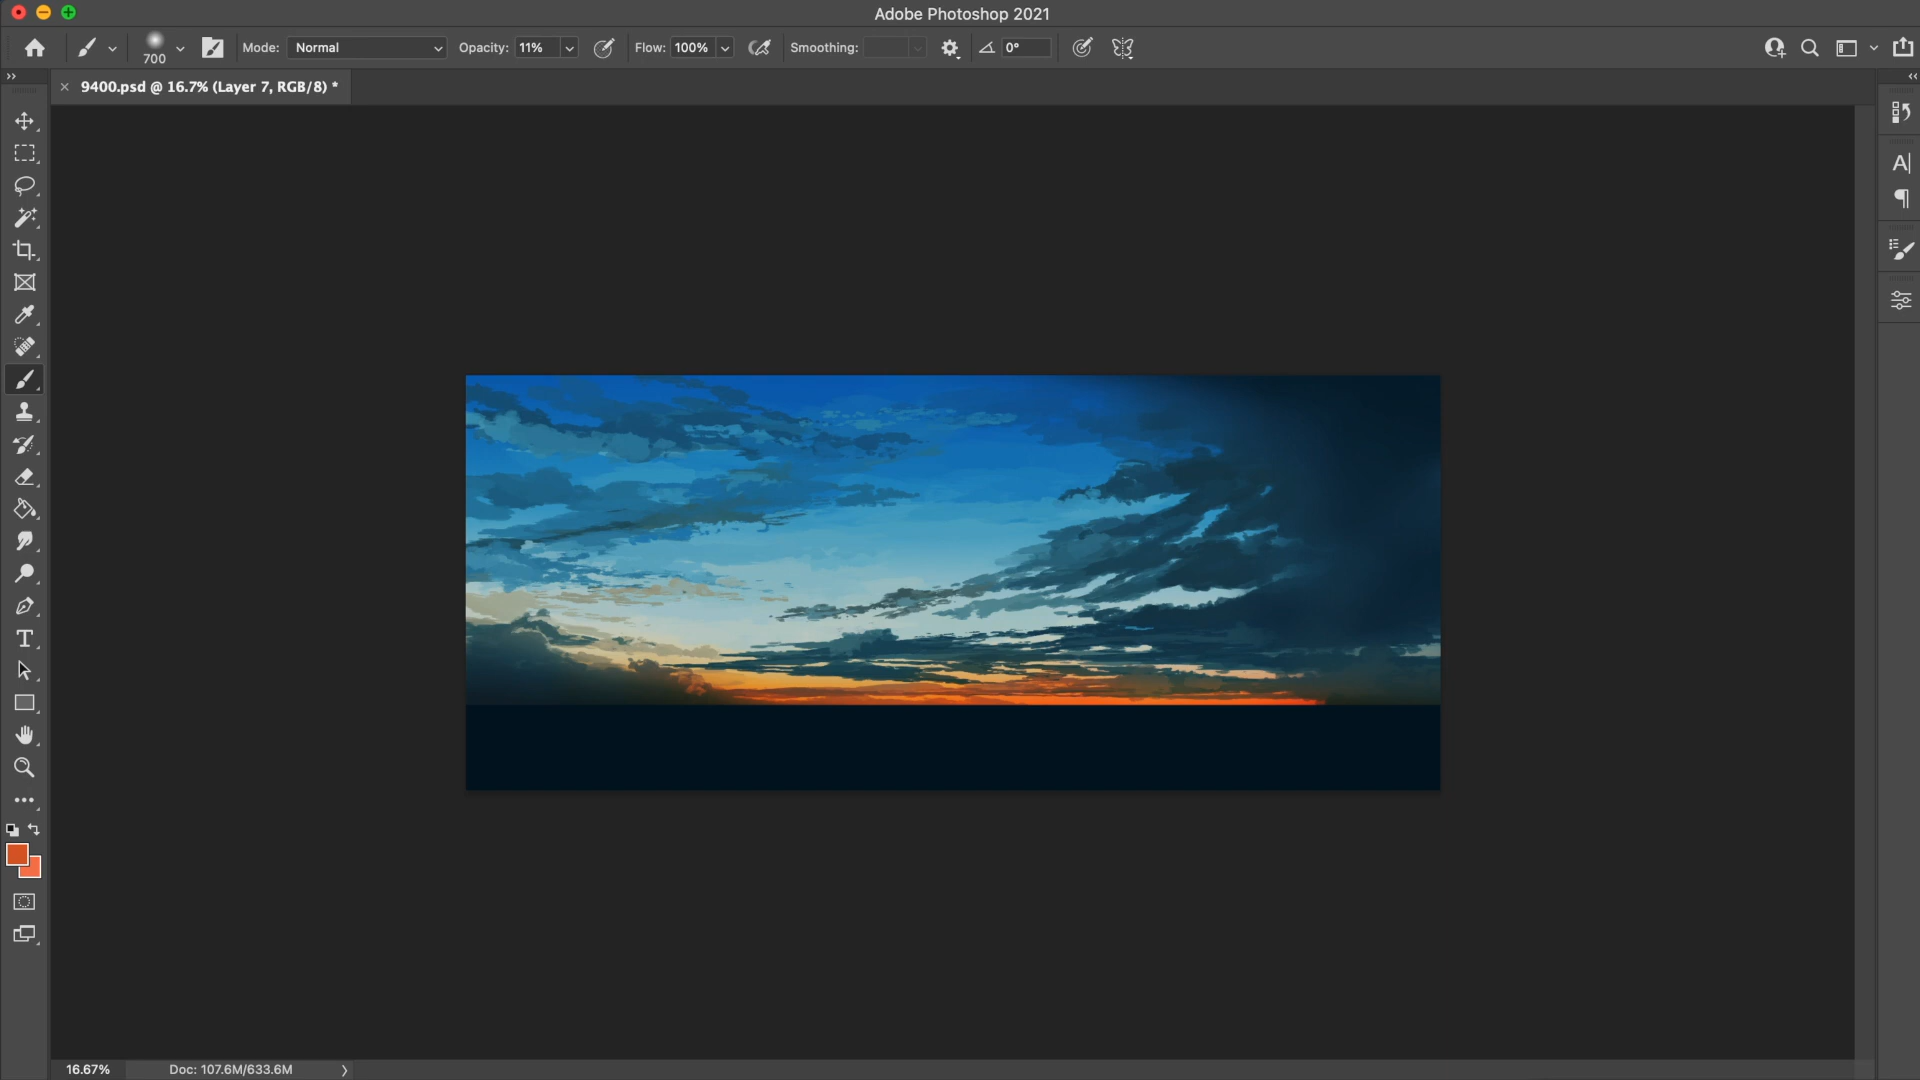 Adobe Photoshop 2021
700
Mode: Normal Opacity: 11% Flow: 100% Smoothing: 0°
9400.psd @ 16.7% (Layer 7, RGB/8) *
16.67% Doc: 107.6M/633.6M